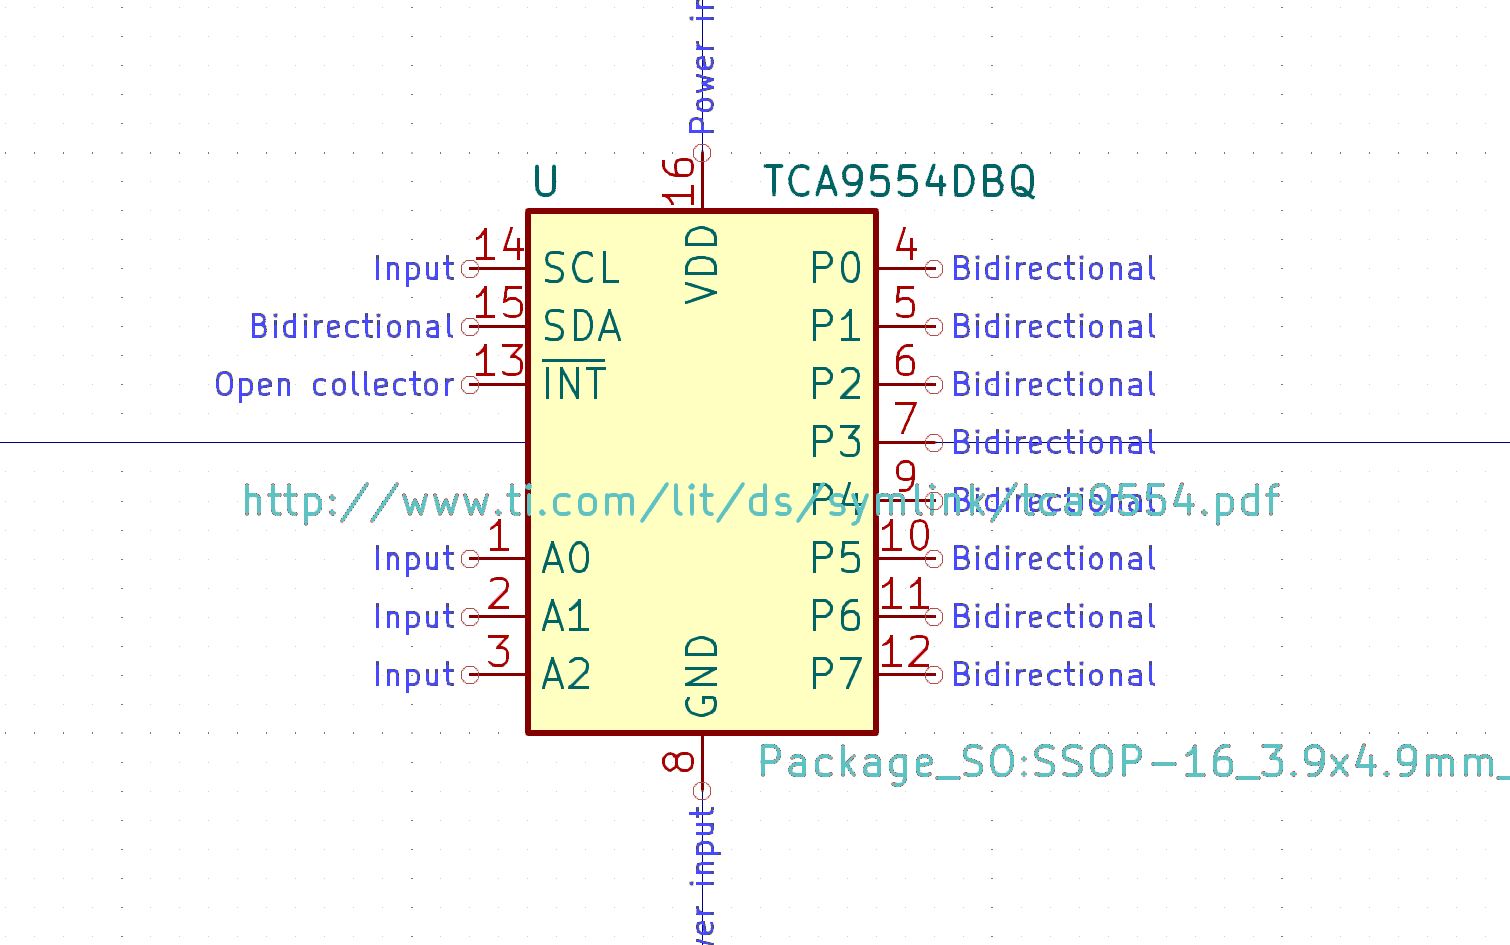 Power in
16
U
TCA9554DBQ
VDD
Input 14 SCL
P0 4 Bidirectional
Bidirectional 15 SDA
P1 5 Bidirectional
Open collector 13 INT
P2 6 Bidirectional
P3 7 Bidirectional
P4 9 Bidirectional
http://www.ti.com/lit/ds/symlink/tca9554.pdf
Input 1 A0
P5 10 Bidirectional
Input 2 A1
P6 11 Bidirectional
Input 3 A2
P7 12 Bidirectional
GND
8
Package_SO:SSOP-16_3.9x4.9mm_
wer input